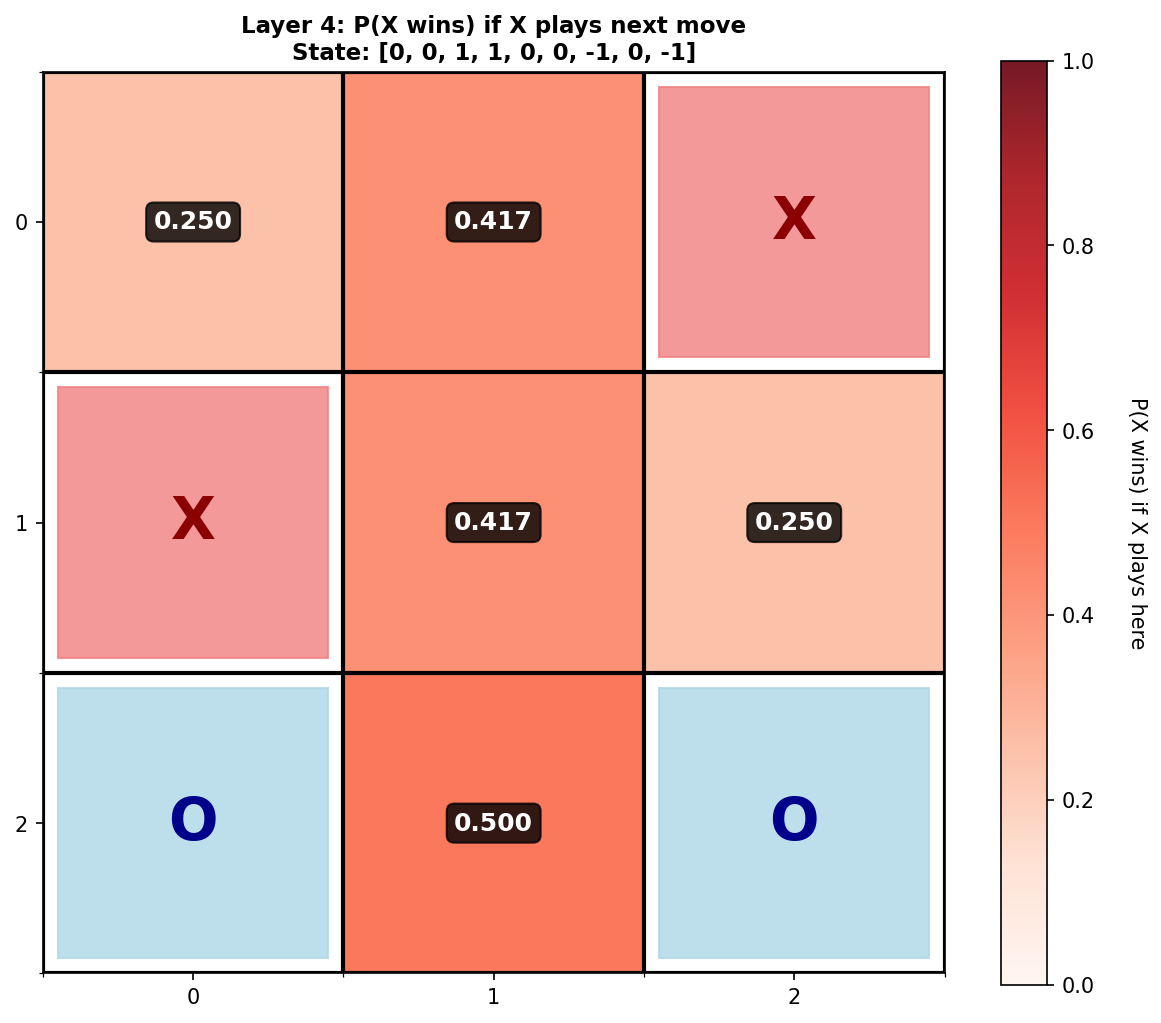 Layer 4: P(X wins) if X plays next move
State: [0, 0, 1, 1, 0, 0, -1, 0, -1]
0
0.250
0.417
X
1
X
0.417
0.250
2
O
0.500
O
0
1
2
1.0
0.8
0.6
0.4
0.2
0.0
P(X wins) if X plays here